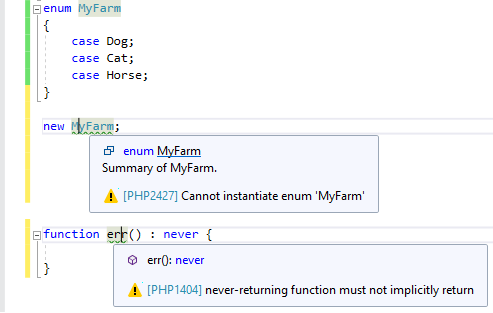 enum MyFarm
{
case Dog;
case Cat;
case Horse;
}
new MyFarm;
enum MyFarm
Summary of MyFarm.
[PHP2427] Cannot instantiate enum 'MyFarm'
function err() : never {
err(): never
}
[PHP1404] never-returning function must not implicitly return